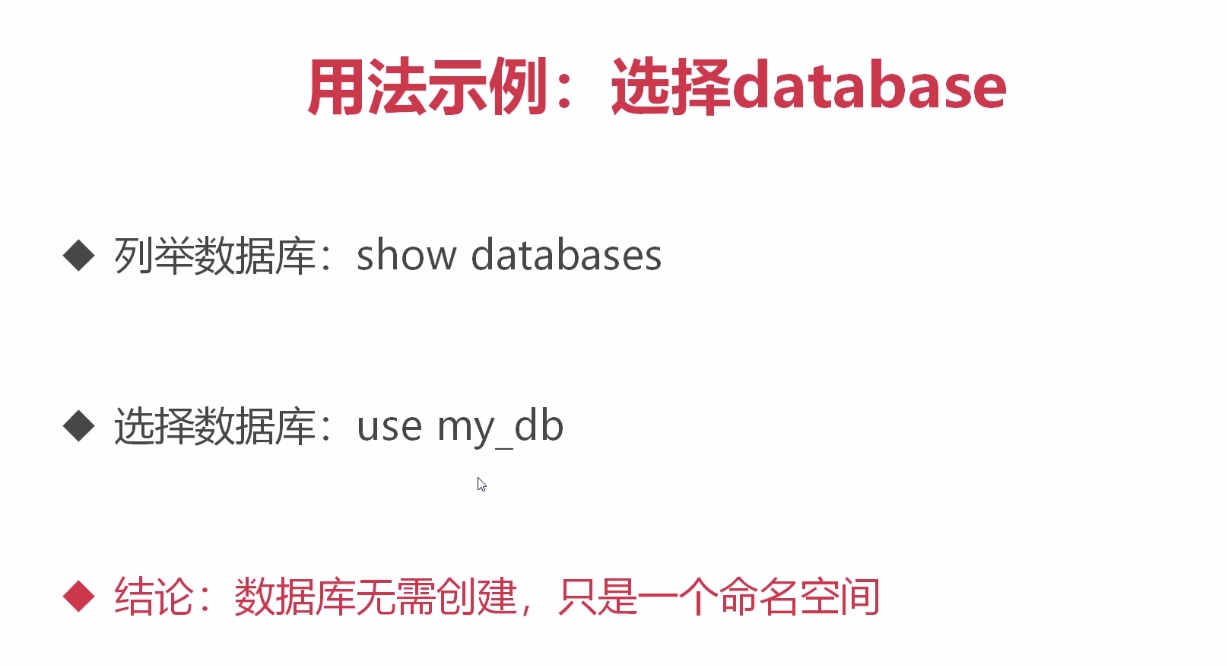 用法示例：选择database
◆ 列举数据库：show databases
◆ 选择数据库：use my_db
◆ 结论：数据库无需创建，只是一个命名空间